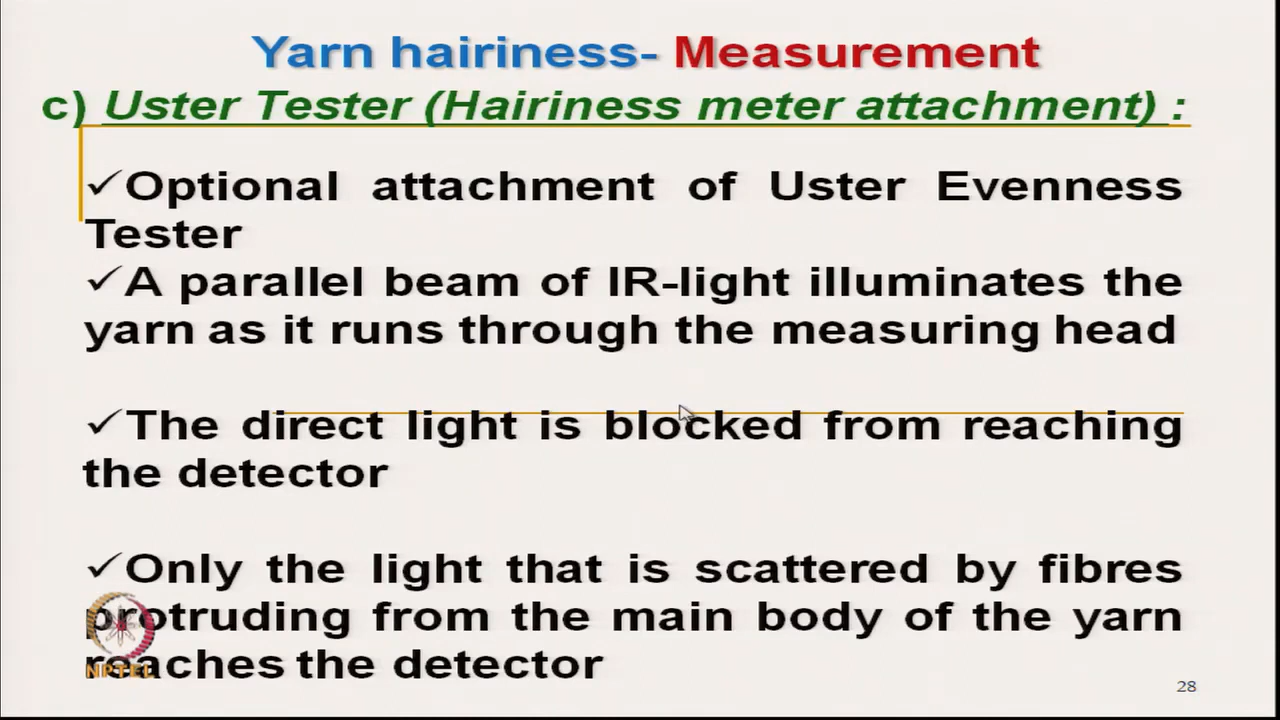 Yarn hairiness- Measurement
c) Uster Tester (Hairiness meter attachment) :
✓Optional attachment of Uster Evenness
Tester
✓A parallel beam of IR-light illuminates the
yarn as it runs through the measuring head
✓The direct light is blocked from reaching
the detector
✓Only the light that is scattered by fibres
protruding from the main body of the yarn
reaches the detector
NPTEL
28